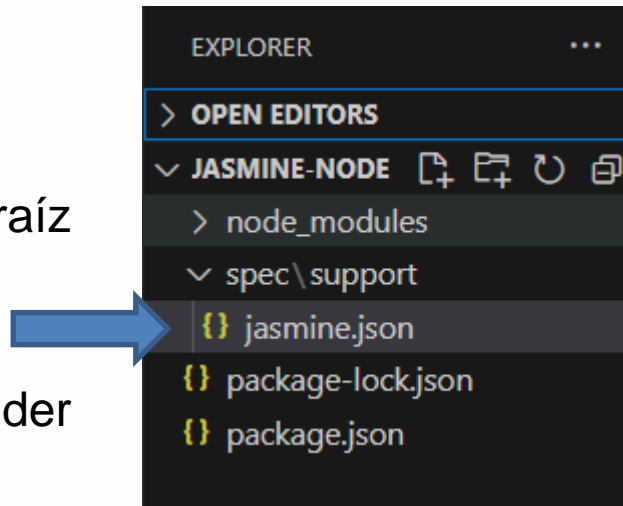 EXPLORER ...
> OPEN EDITORS
JASMINE-NODE
raíz
> node_modules
spec\support
{} jasmine.json
{} package-lock.json
der
{} package.json